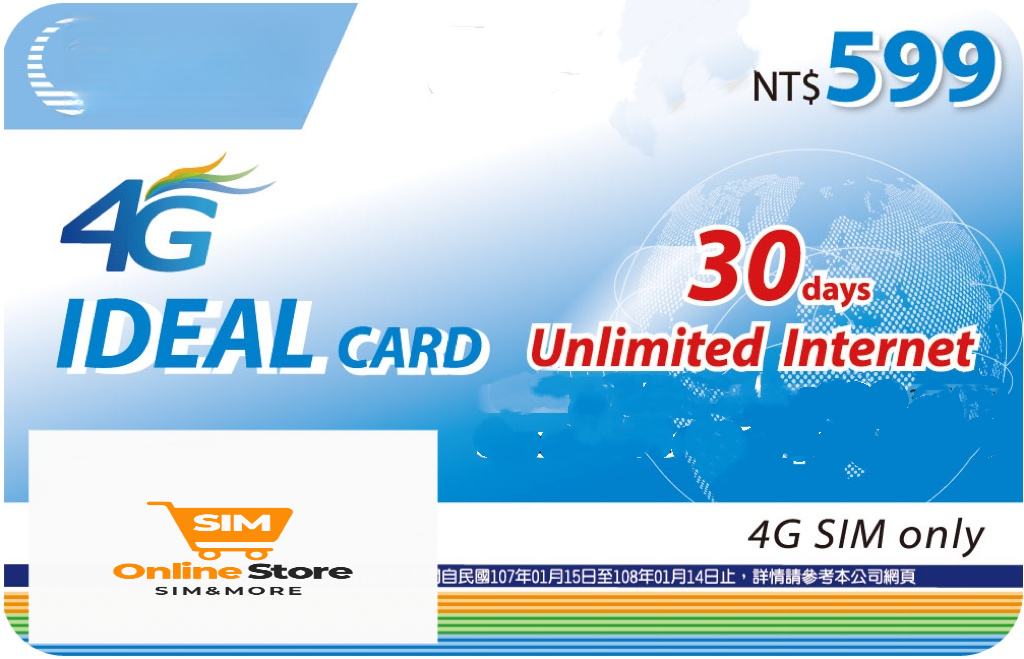 NT$599
4G
IDEAL CARD
30days
Unlimited Internet
4G SIM only
SIM
Online Store
SIM&MORE
自民國107年01月15日至108年01月14日止，詳情請參考本公司網頁